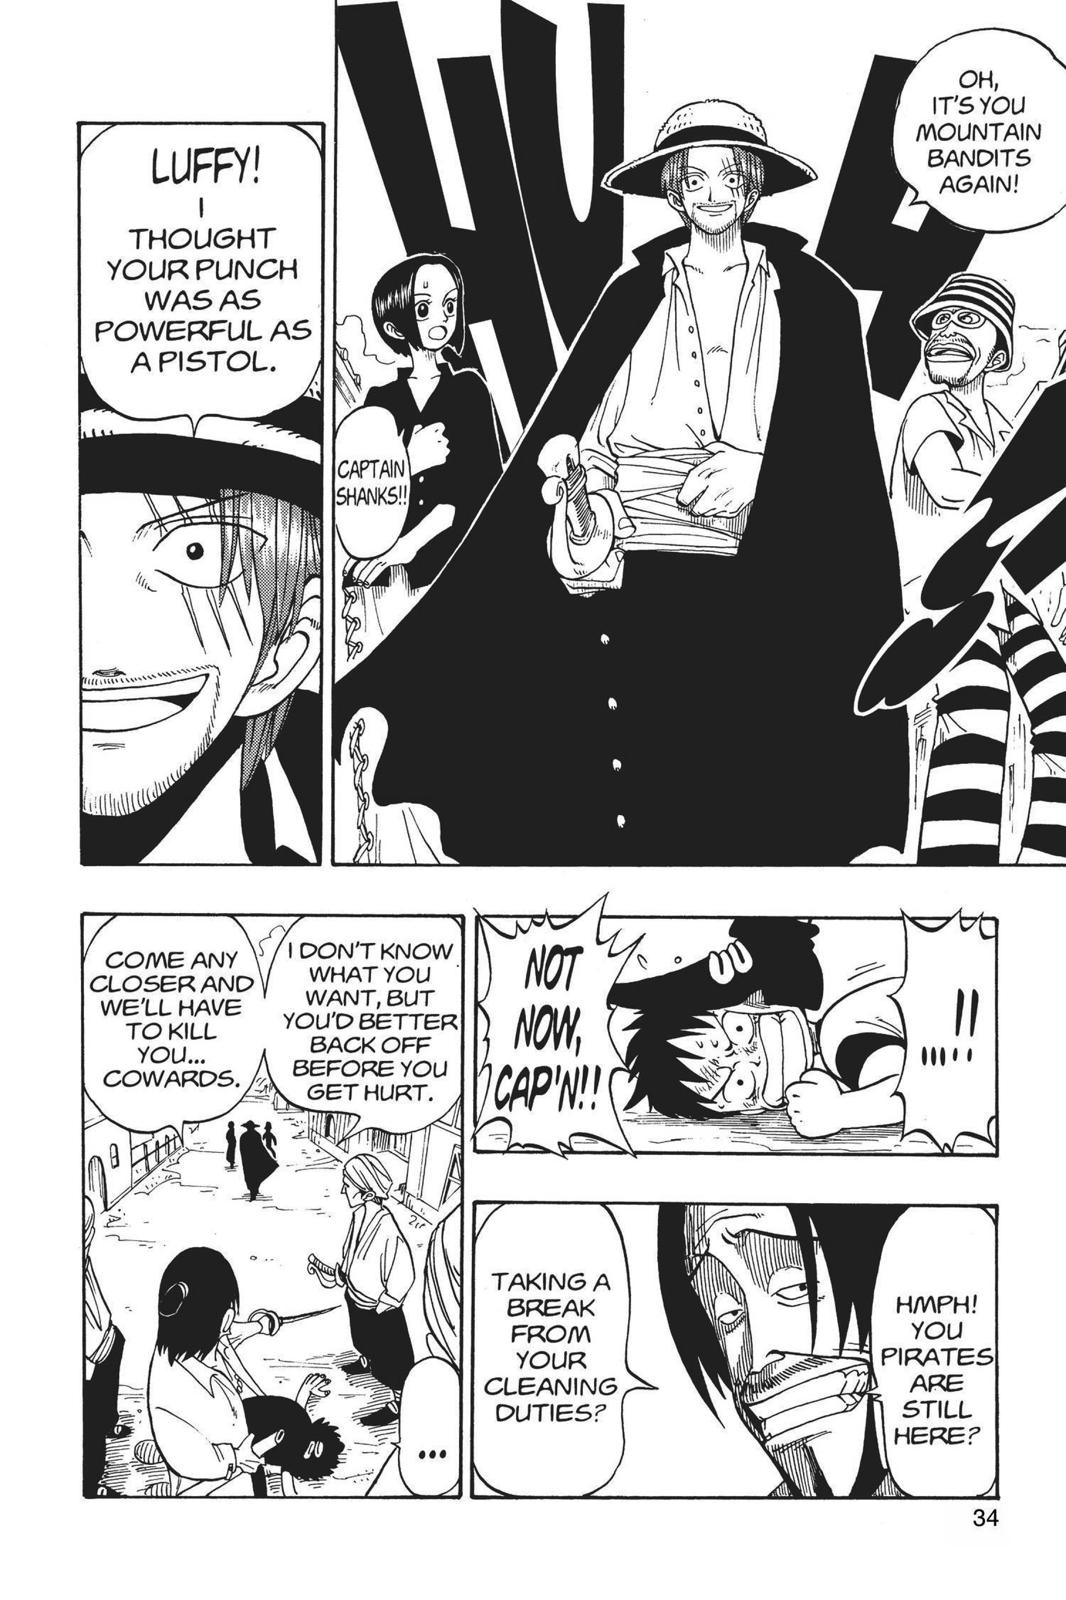 OH,
IT'S YOU
MOUNTAIN
BANDITS
AGAIN!
CAPTAIN
SHANKS!!
LUFFY!
I
THOUGHT
YOUR PUNCH
WAS AS
POWERFUL AS
A PISTOL.
.....!!
NOT
NOW,
CAP'N!!
HMPH!
YOU
PIRATES
ARE
STILL
HERE?
TAKING A
BREAK
FROM
YOUR
CLEANING
DUTIES?
I DON'T KNOW
WHAT YOU
WANT, BUT
YOU'D BETTER
BACK OFF
BEFORE YOU
GET HURT.
COME ANY
CLOSER AND
WE'LL HAVE
TO KILL
YOU...
COWARDS.
...
34